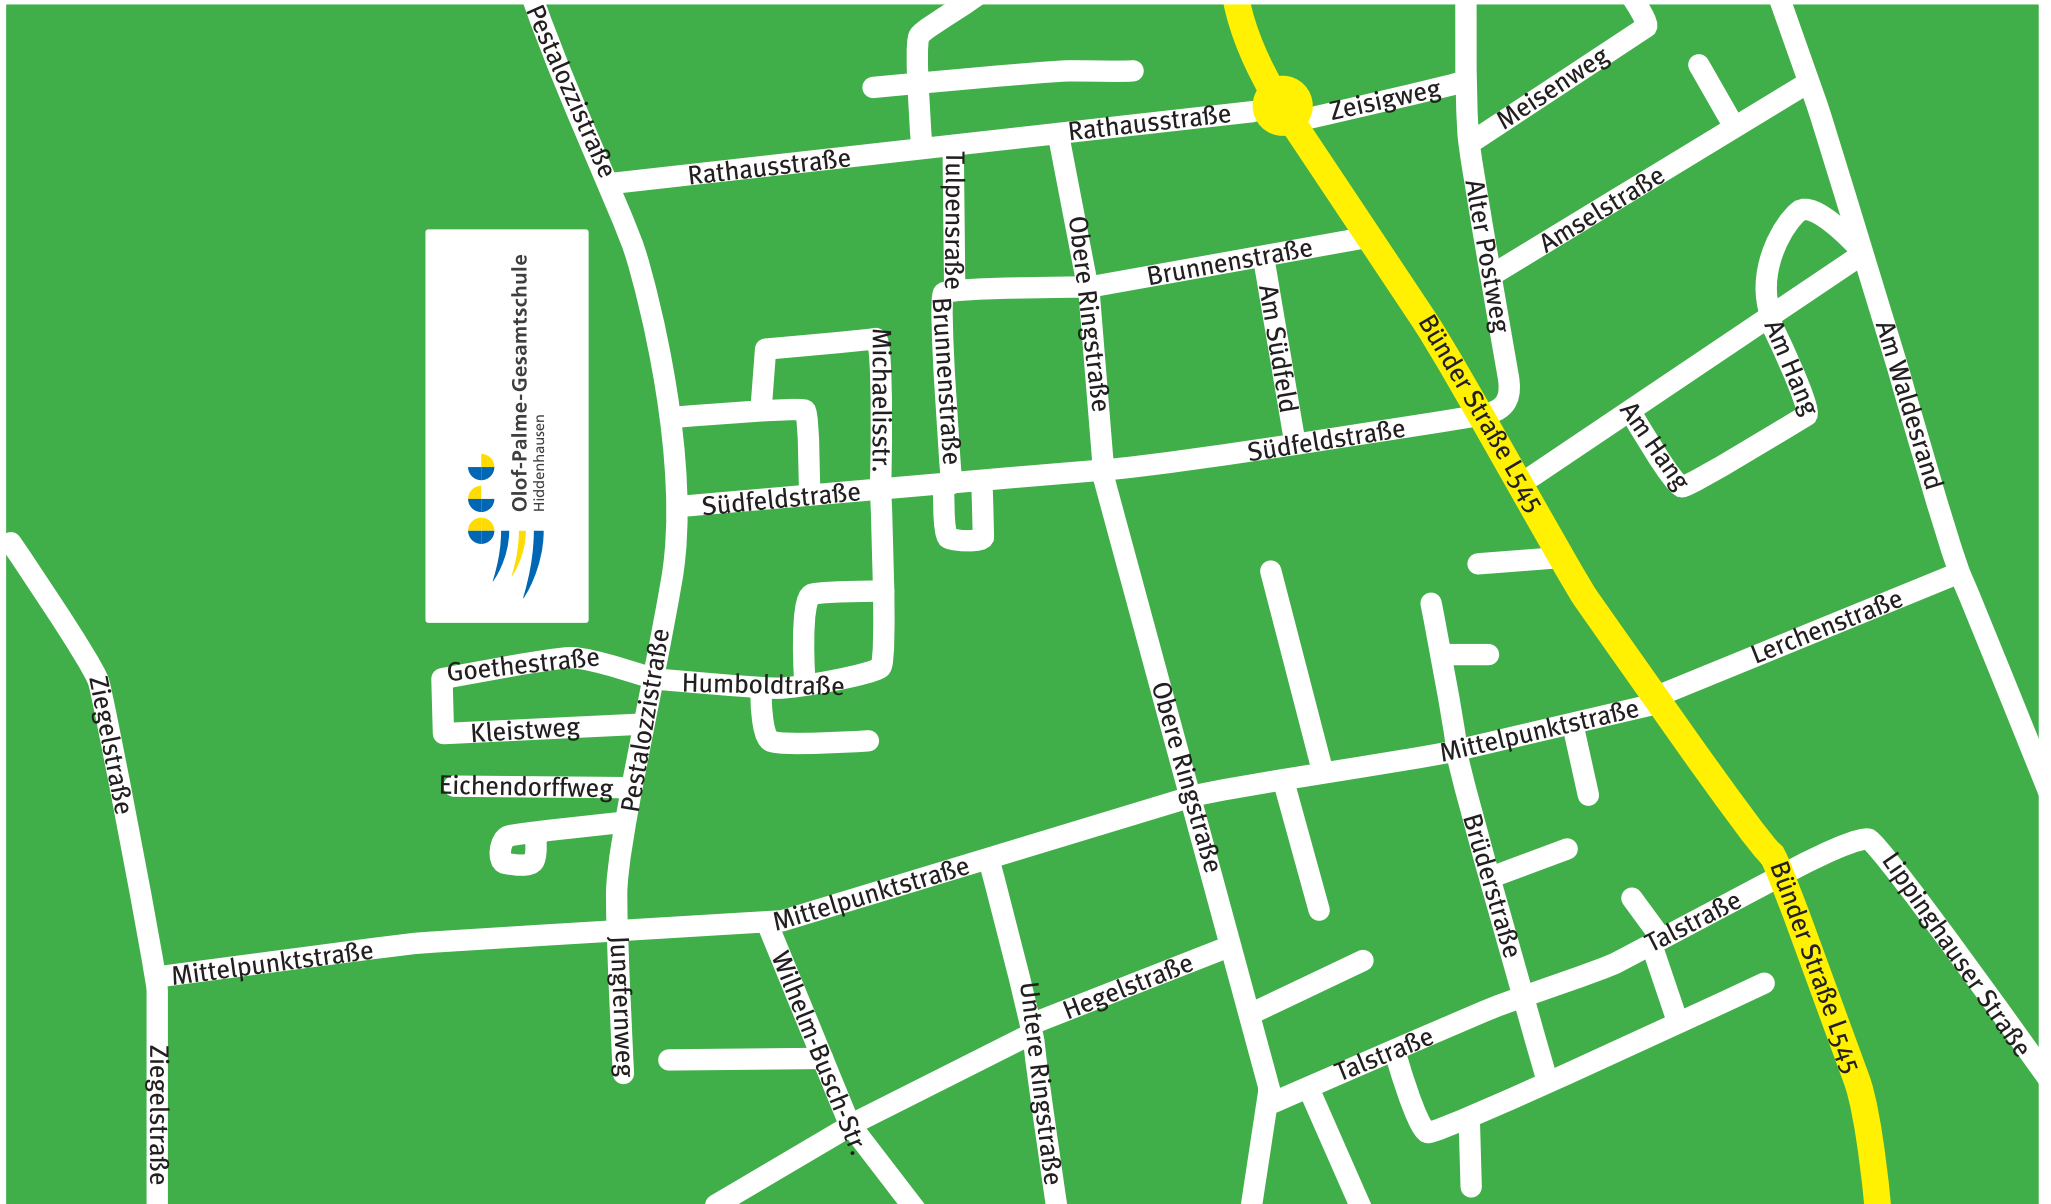 Pestalozzistraße
Rathausstraße
Rathausstraße
Zeisigweg
Meisenweg
Tulpensraße
Obere Ringstraße
Brunnenstraße
Alter Postweg
Amselstraße
Brunnenstraße
Am Südfeld
Michaelisstr.
Bünder Straße L545
Am Hang
Am Hang
Am Waldesrand
Südfeldstraße
Südfeldstraße
Olof-Palme-Gesamtschule
Hiddenhausen
Goethestraße
Humboldtraße
Kleistweg
Eichendorffweg
Pestalozzistraße
Ziegelstraße
Obere Ringstraße
Lerchenstraße
Mittelpunktstraße
Brüderstraße
Mittelpunktstraße
Mittelpunktstraße
Talstraße
Bünder Straße L545
Lippinghauser Straße
Jungfernweg
Wilhelm-Busch-Str.
Untere Ringstraße
Hegelstraße
Talstraße
Ziegelstraße